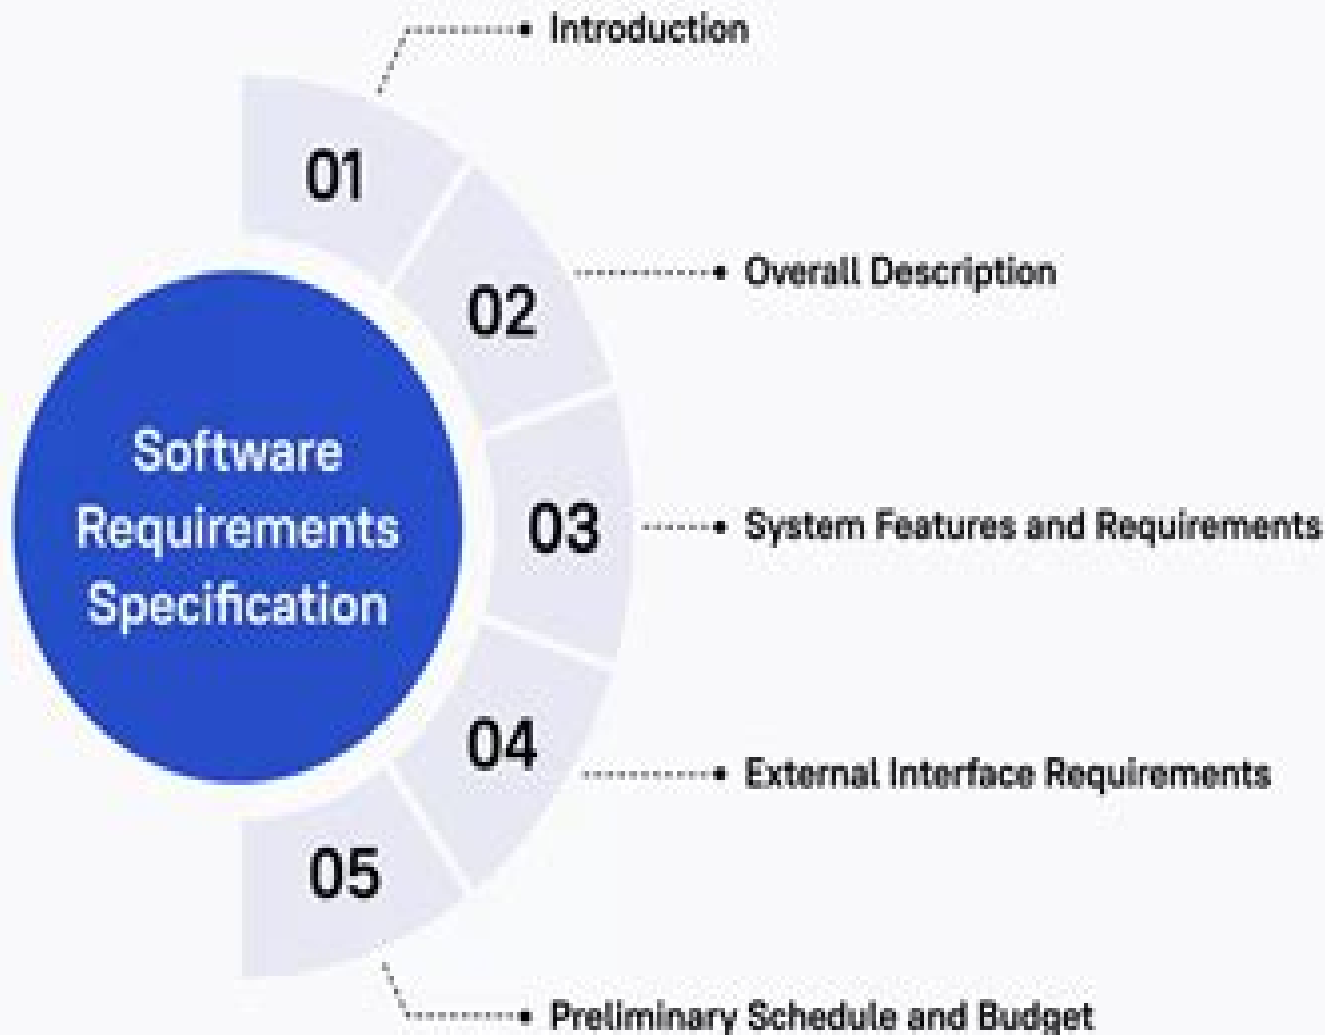 Introduction
01
02
Overall Description
Software
Requirements
Specification
03
System Features and Requirements
04
External Interface Requirements
05
Preliminary Schedule and Budget